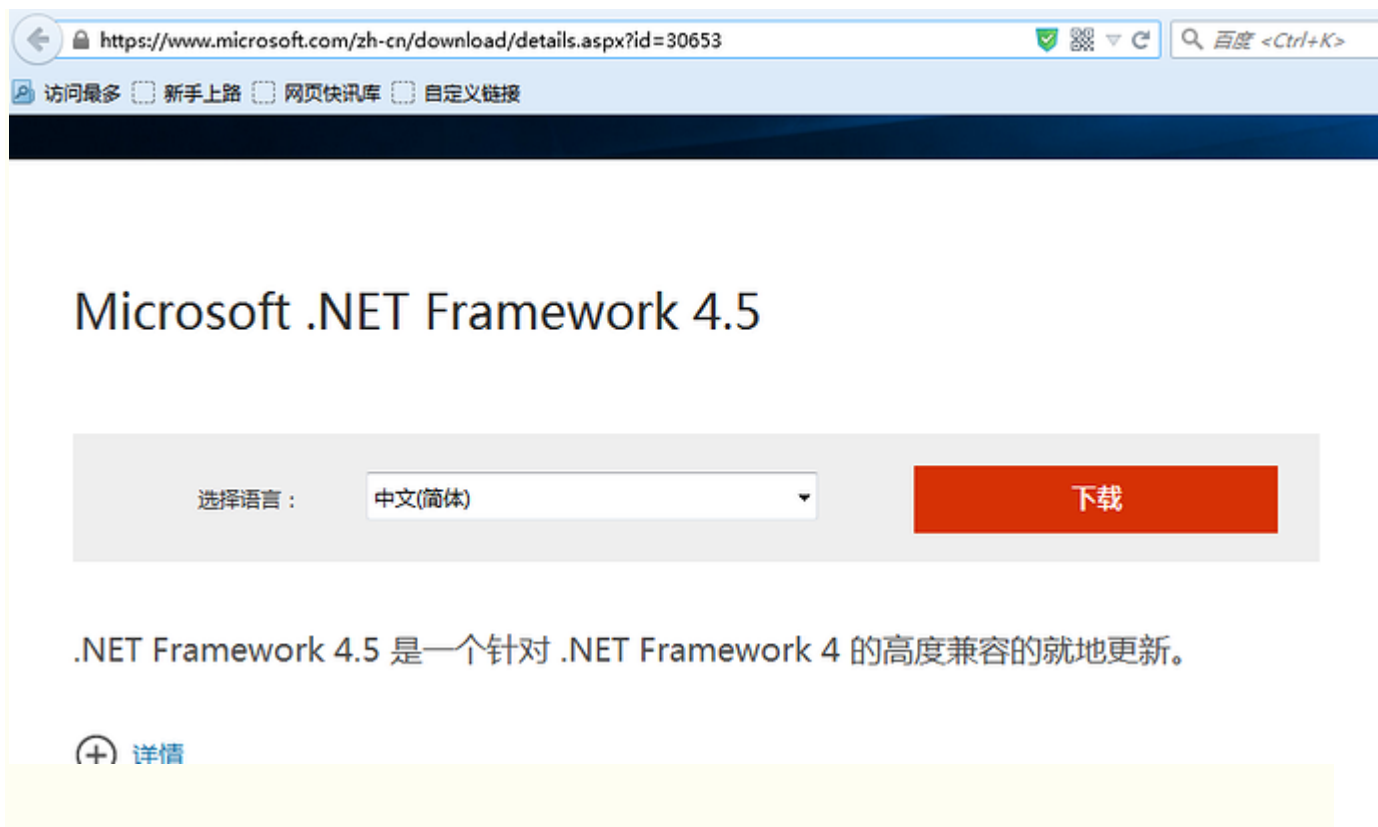 https://www.microsoft.com/zh-cn/download/details.aspx?id=30653 百度 <Ctrl+K>
访问最多 新手上路 网页快讯库 自定义链接
Microsoft .NET Framework 4.5
选择语言： 中文(简体) 下载
.NET Framework 4.5 是一个针对 .NET Framework 4 的高度兼容的就地更新。
详情